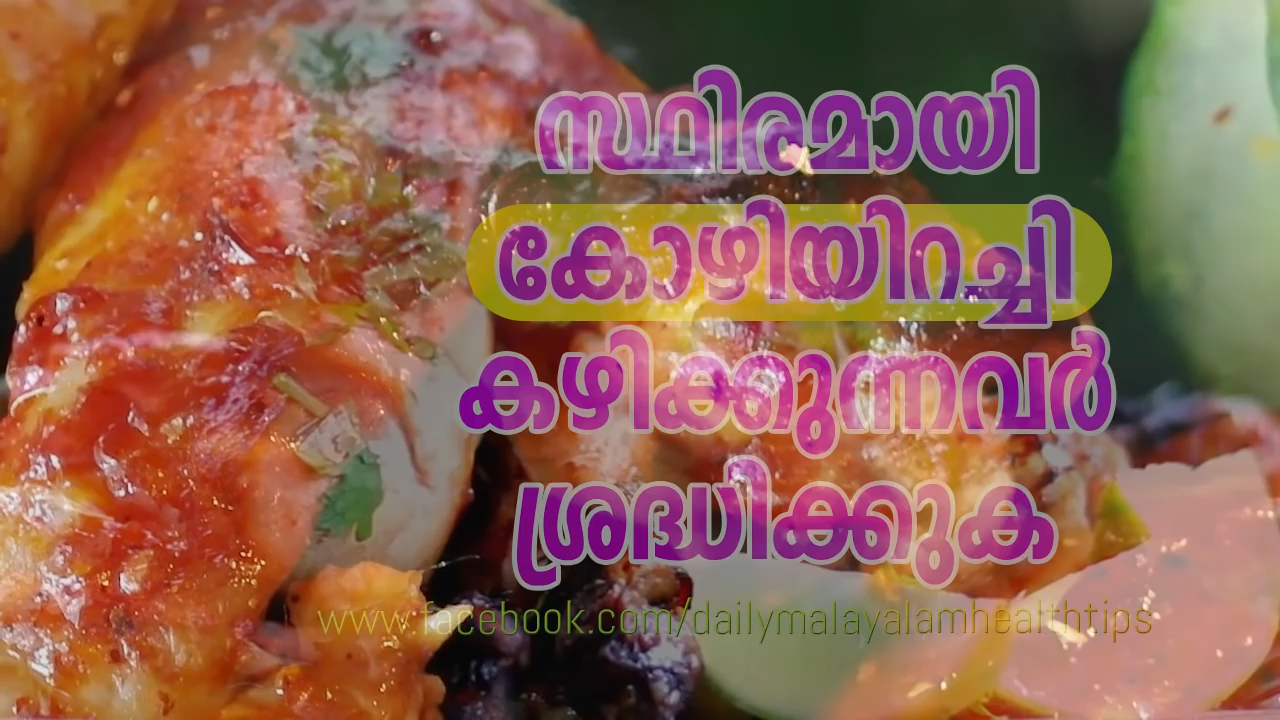 സ്ഥിരമായി
കോഴിയിറച്ചി
കഴിക്കുന്നവർ
ശ്രദ്ധിക്കുക
www.facebook.com/dailymalayalamhealthtips